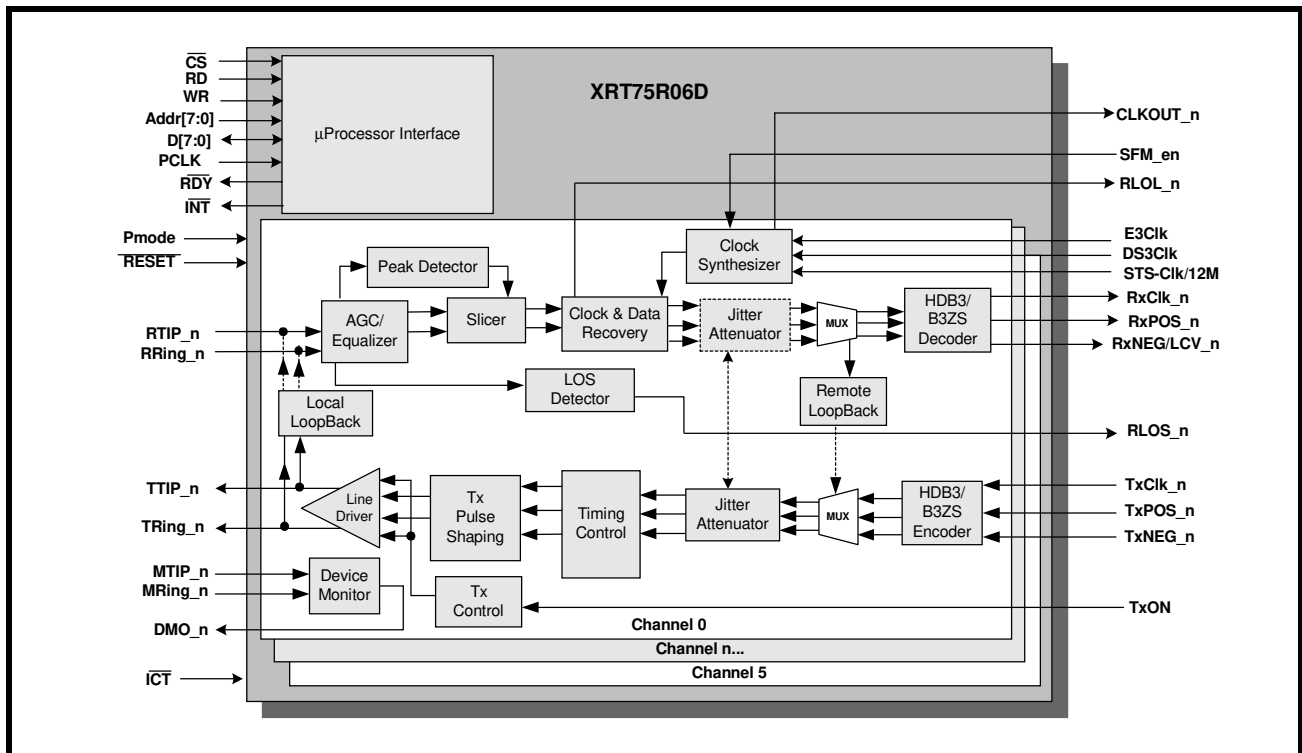 XRT75R06D
CS
RD
WR
Addr[7:0]
D[7:0]
PCLK
RDY
INT
Pmode
RESET
µProcessor Interface
CLKOUT_n
SFM_en
RLOL_n
E3Clk
DS3Clk
STS-Clk/12M
RxClk_n
RxPOS_n
RxNEG/LCV_n
RTIP_n
RRing_n
Peak Detector
AGC/
Equalizer
Slicer
Clock & Data
Recovery
Clock
Synthesizer
Jitter
Attenuator
MUX
HDB3/
B3ZS
Decoder
LOS
Detector
Remote
LoopBack
Local
LoopBack
RLOS_n
TTIP_n
TRing_n
Line
Driver
Tx
Pulse
Shaping
Timing
Control
Jitter
Attenuator
MUX
HDB3/
B3ZS
Encoder
TxClk_n
TxPOS_n
TxNEG_n
MTIP_n
MRing_n
DMO_n
Device
Monitor
Tx
Control
TxON
Channel 0
Channel n...
Channel 5
ICT